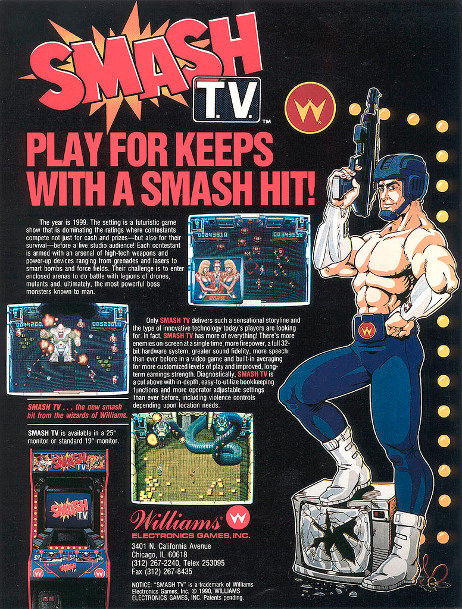 SMASH
T.V.™
W
PLAY FOR KEEPS
WITH A SMASH HIT!
The year is 1999. The setting is a futuristic game
show that is dominating the ratings where contestants
compete not just for cash and prizes—but also for their
survival—before a live studio audience! Each contestant
is armed with an arsenal of high-tech weapons and
power-up devices ranging from grenades and lasers to
smart bombs and force fields. Their challenge is to enter
enclosed arenas to do battle with legions of drones,
mutants and, ultimately, the most powerful boss
monsters known to man.
Only SMASH TV delivers such a sensational storyline and
the type of innovative technology today's players are looking
for. In fact, SMASH TV has more of everything! There's more
enemies on screen at a single time, more firepower, a full 32-
bit hardware system, greater sound fidelity, more speech
than ever before in a video game and built-in averaging
for more customized levels of play and improved, long-
term earnings strength. Diagnostically, SMASH TV is
a cut above with in-depth, easy-to-utilize bookkeeping
functions and more operator adjustable settings
than ever before, including violence controls
depending upon location needs.
SMASH TV . . . the new smash
hit from the wizards of Williams.
SMASH TV is available in a 25"
monitor or standard 19" monitor.
SMASH
T.V.
SMASH
T.V.
Williams® W
ELECTRONICS GAMES, INC.
3401 N. California Avenue
Chicago, IL 60618
(312) 267-2240, Telex 253095
Fax (312) 267-8435
NOTICE: "SMASH TV" is a trademark of Williams
Electronics Games, Inc. © 1990, WILLIAMS
ELECTRONICS GAMES, INC. Patents pending.